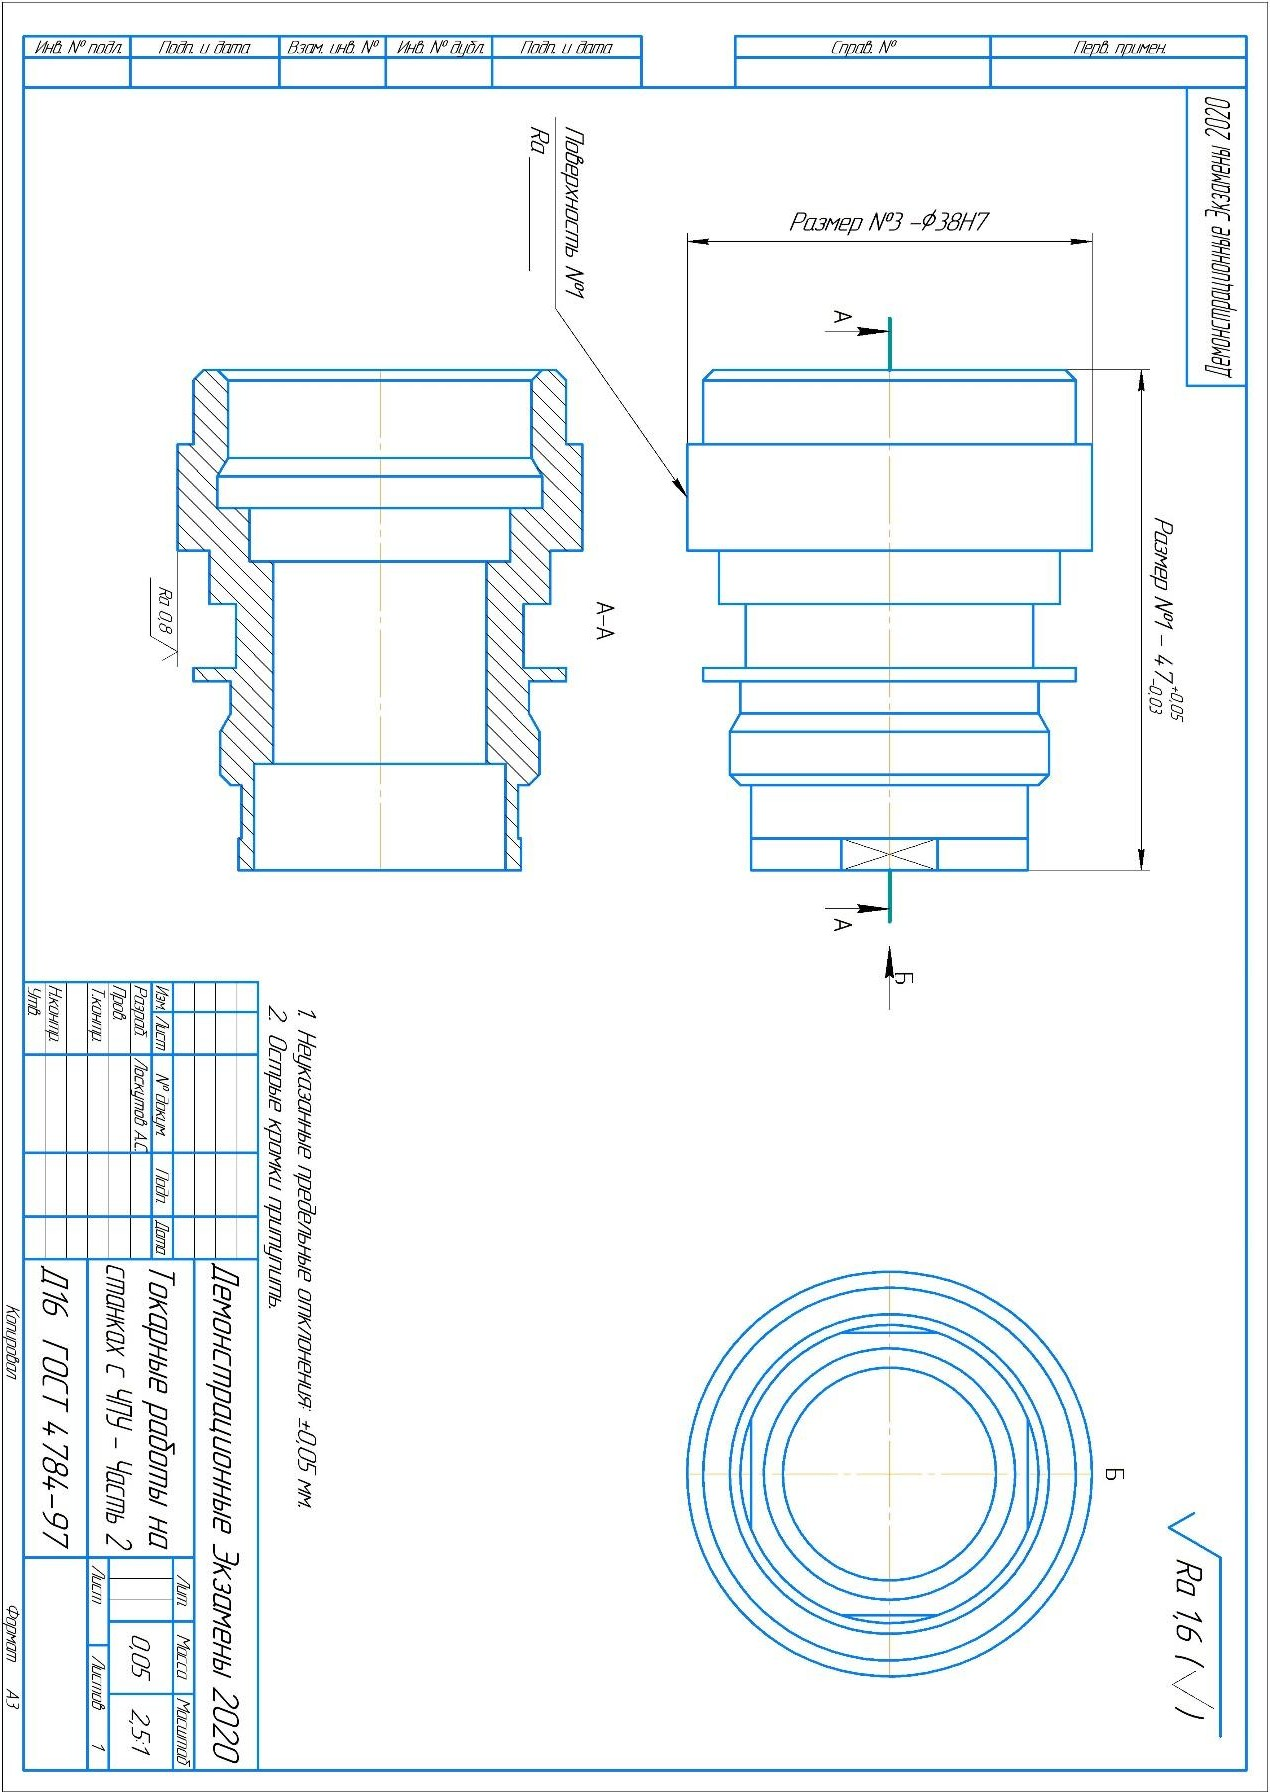 Перв. примен.
Справ. №
Подп. и дата
Инв. № дубл.
Взам. инв. №
Подп. и дата
Инв. № подл.
Демонстрационные Экзамены 2020
Ra 1,6 (√)
Размер №3 -⌀38H7
Размер №1 - 47 +0,05 -0,03
Поверхность №1
Ra
А
А
Б
А-А
Ra 0,8
Б
1. Неуказанные предельные отклонения: ±0,05 мм.
2. Острые кромки притупить.
Демонстрационные Экзамены 2020
Изм. Лист № докум. Подп. Дата
Разраб. Лоскутов А.С.
Пров.
Т.контр.
Н.контр.
Утв.
Токарные работы на
станках с ЧПУ - Часть 2
Лит. Масса Масштаб
0,05 2,5:1
Лист Листов 1
Д16 ГОСТ 4784-97
Копировал Формат А3